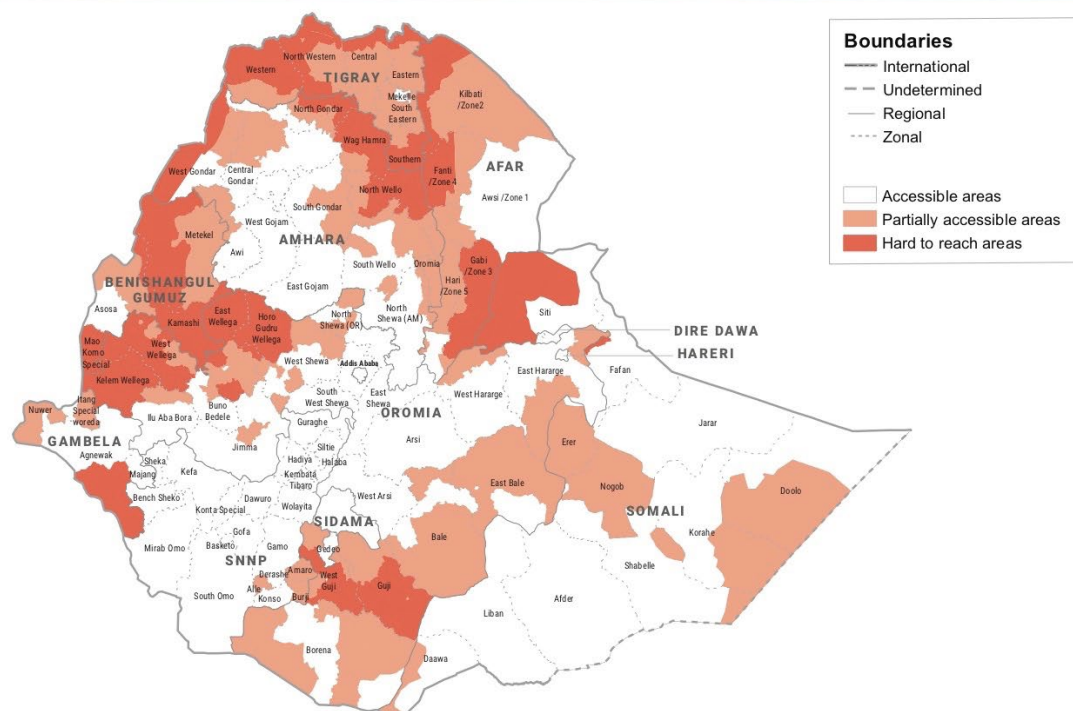 Boundaries
International
Undetermined
Regional
Zonal
Accessible areas
Partially accessible areas
Hard to reach areas
North Western
Central
Western
TIGRAY
Eastern
Mekelle
South
Eastern
Kilbati
/Zone2
North Gondar
Wag Hamra
Southern
Fanti
/Zone 4
AFAR
Awsi /Zone 1
West Gondar
Central
Gondar
North Wello
South Gondar
West Gojam
AMHARA
Metekel
Awi
South Wello
Oromia
Gabi
/Zone 3
Hari
/Zone 5
BENISHANGUL
GUMUZ
East Gojam
Asosa
Kamashi
East
Wellega
Horo
Gudru
Wellega
North
Shewa (OR)
North
Shewa (AM)
Siti
DIRE DAWA
HARERI
Mao
Komo
Special
West
Wellega
Kelem Wellega
West Shewa
Addis Ababa
East Hararge
Fafan
West Hararge
South
West Shewa
East
Shewa
OROMIA
Nuwer
Itang
Special
woreda
Ilu Aba Bora
Buno
Bedele
Guraghe
Arsi
Jarar
GAMBELA
Agnewak
Jimma
Siltie
Hadiya
Halaba
Kembata
Tibaro
Erer
Sheka
Majang
Kefa
Bench Sheko
Dawuro
Konta Special
Wolayita
West Arsi
East Bale
Nogob
Doolo
SOMALI
SIDAMA
Korahe
Mirab Omo
Gofa
Basketo
Gamo
Gedeo
Bale
Shabelle
SNNP
Derashe
Amaro
West
Guji
Guji
Alle
Konso
Burji
South Omo
Liban
Afder
Borena
Daawa